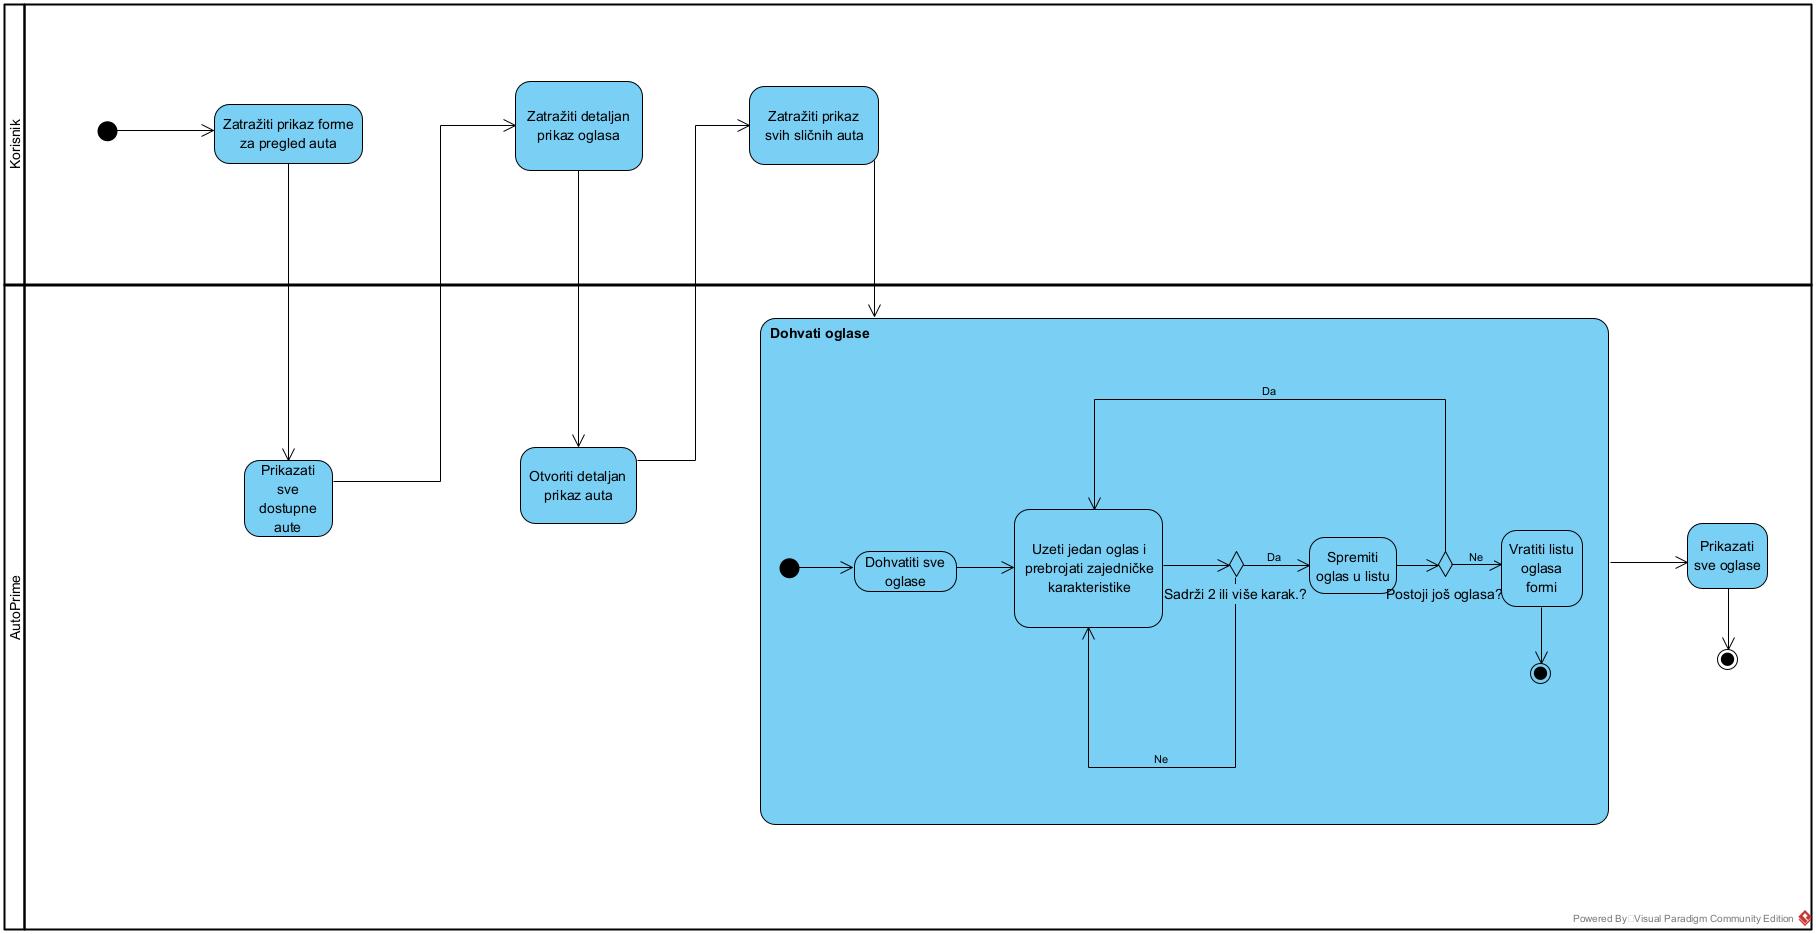 Korisnik
Zatražiti prikaz forme
za pregled auta
Zatražiti detaljan
prikaz oglasa
Zatražiti prikaz
svih sličnih auta
AutoPrime
Prikazati
sve
dostupne
aute
Otvoriti detaljan
prikaz auta
Dohvati oglase
Da
Dohvatiti sve
oglase
Uzeti jedan oglas i
prebrojati zajedničke
karakteristike
Da
Sadrži 2 ili više karak.?
Ne
Spremiti
oglas u listu
Postoji još oglasa?
Ne
Vratiti listu
oglasa
formi
Prikazati
sve oglase
Powered By Visual Paradigm Community Edition